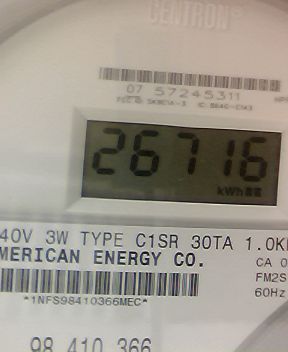 CENTRON®
07 57245311
26716
kWh
40V 3W TYPE C1SR 30TA 1.0K
MERICAN ENERGY CO.
CA 0
FM2S
60Hz
*1NFS98410366MEC*
98 410 366